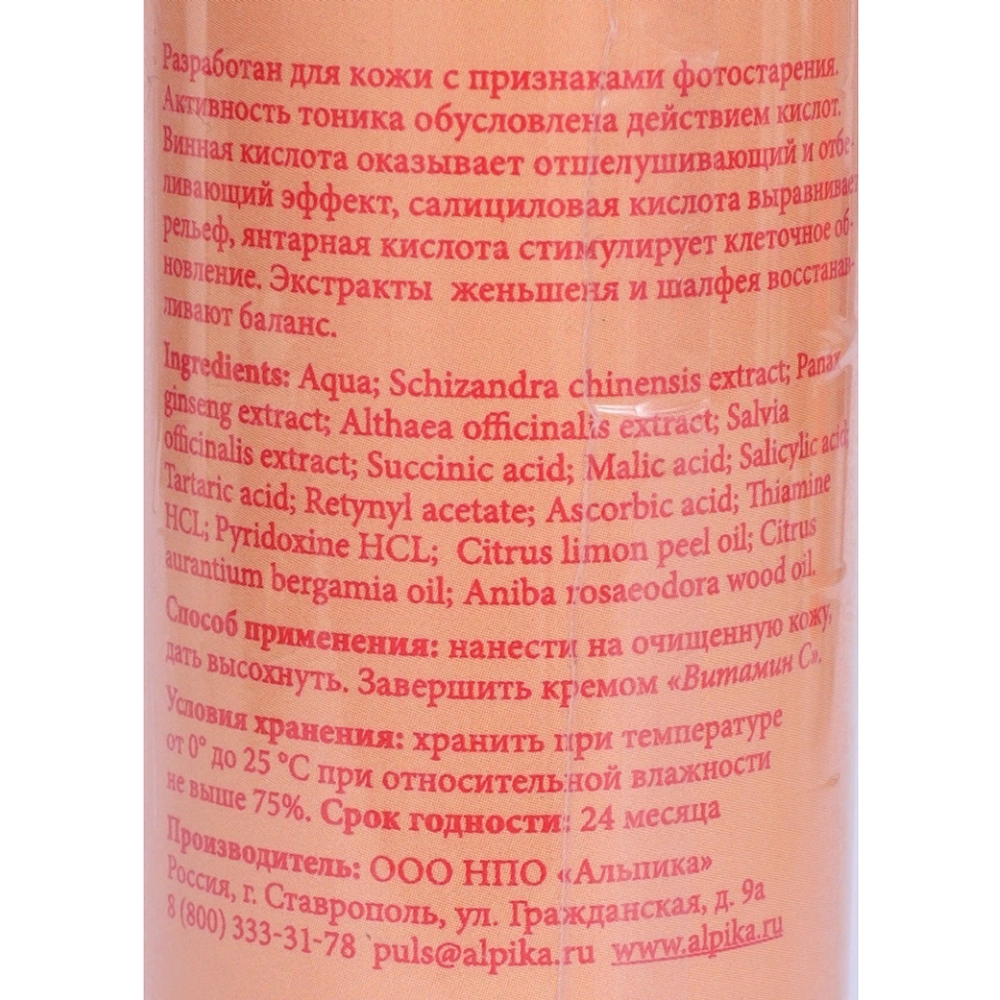 Разработан для кожи с признаками фотостарения.
Активность тоника обусловлена действием кислот.
Винная кислота оказывает отшелушивающий и отбе-
ливающий эффект, салициловая кислота выравнивает
рельеф, янтарная кислота стимулирует клеточное об-
новление. Экстракты женьшеня и шалфея восстанав-
ливают баланс.
Ingredients: Aqua; Schizandra chinensis extract; Panax
ginseng extract; Althaea officinalis extract; Salvia
officinalis extract; Succinic acid; Malic acid; Salicylic acid;
Tartaric acid; Retynyl acetate; Ascorbic acid; Thiamine
HCL; Pyridoxine HCL; Citrus limon peel oil; Citrus
aurantium bergamia oil; Aniba rosaeodora wood oil.
Способ применения: нанести на очищенную кожу,
дать высохнуть. Завершить кремом «Витамин С».
Условия хранения: хранить при температуре
от 0° до 25 °С при относительной влажности
не выше 75%. Срок годности: 24 месяца
Производитель: ООО НПО «Альпика»
Россия, г. Ставрополь, ул. Гражданская, д. 9а
8 (800) 333-31-78 puls@alpika.ru www.alpika.ru